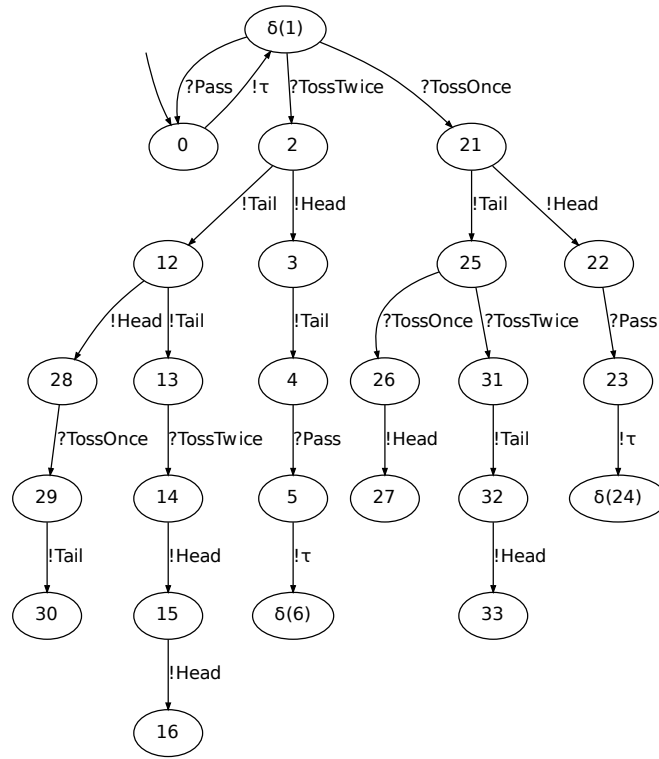 δ(1)
?Pass !τ ?TossTwice ?TossOnce
0 2 21
!Tail !Head !Tail !Head
12 3 25 22
!Head !Tail !Tail ?TossOnce ?TossTwice ?Pass
28 13 4 26 31 23
?TossOnce ?TossTwice ?Pass !Head !Tail !τ
29 14 5 27 32 δ(24)
!Tail !Head !τ !Head
30 15 δ(6) 33
!Head
16